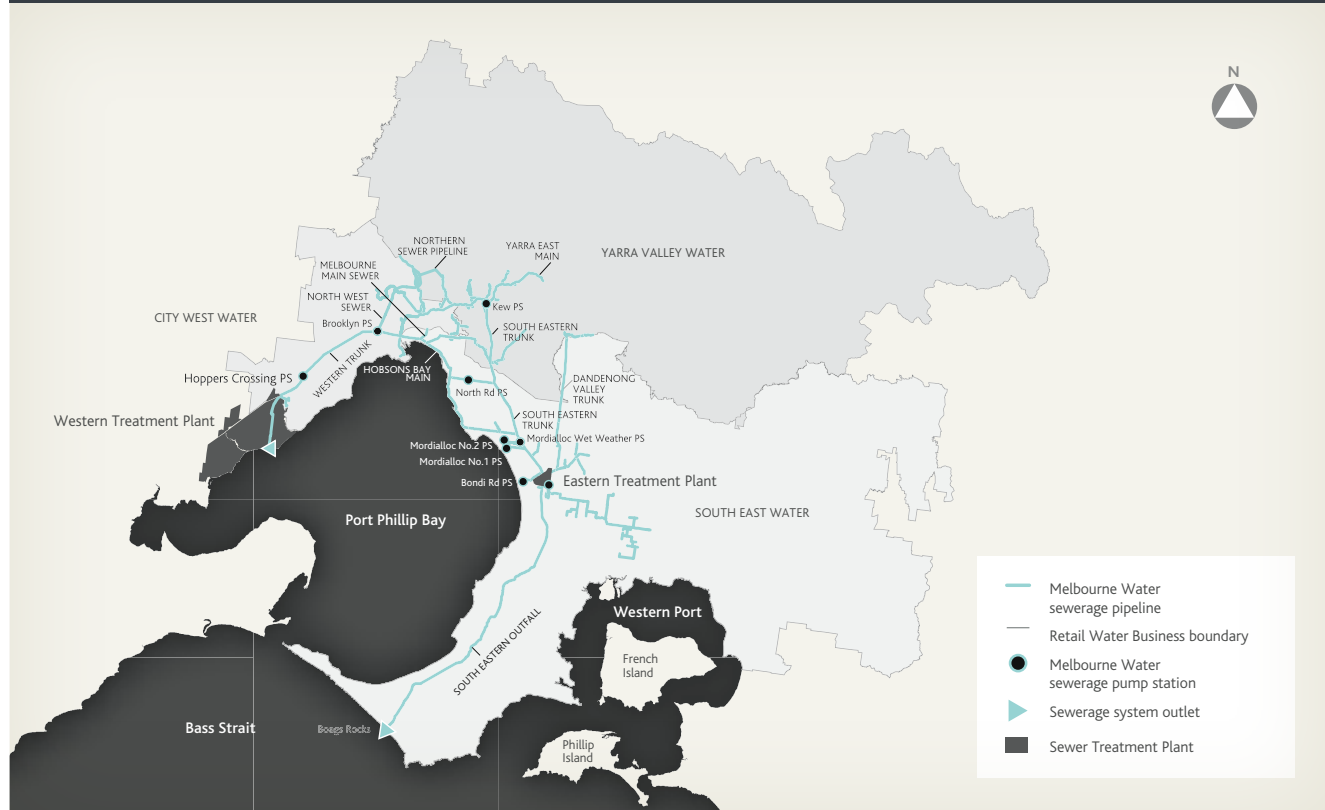 N
NORTHERN
SEWER PIPELINE
YARRA EAST
MAIN
YARRA VALLEY WATER
MELBOURNE
MAIN SEWER
NORTH WEST
SEWER
Kew PS
CITY WEST WATER
Brooklyn PS
SOUTH EASTERN
TRUNK
WESTERN TRUNK
HOBSONS BAY
MAIN
Hoppers Crossing PS
North Rd PS
DANDENONG
VALLEY
TRUNK
Western Treatment Plant
SOUTH EASTERN
TRUNK
Mordialloc Wet Weather PS
Mordialloc No.2 PS
Mordialloc No.1 PS
Bondi Rd PS
Eastern Treatment Plant
Port Phillip Bay
SOUTH EAST WATER
Western Port
SOUTH EASTERN OUTFALL
French
Island
Bass Strait
Boags Rocks
Phillip
Island
Melbourne Water
sewerage pipeline
Retail Water Business boundary
Melbourne Water
sewerage pump station
Sewerage system outlet
Sewer Treatment Plant